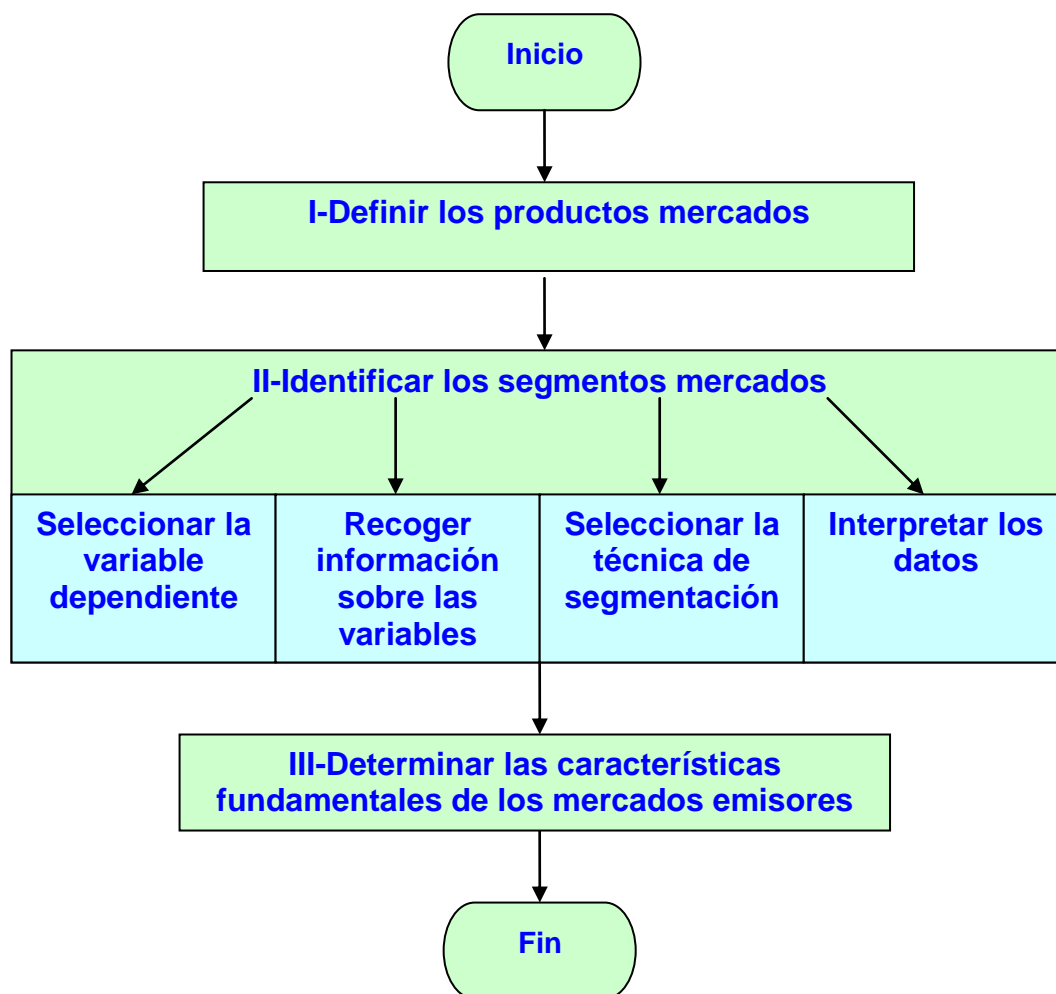 Inicio
I-Definir los productos mercados
II-Identificar los segmentos mercados
Seleccionar la
variable
dependiente
Recoger
información
sobre las
variables
Seleccionar la
técnica de
segmentación
Interpretar los
datos
III-Determinar las características
fundamentales de los mercados emisores
Fin